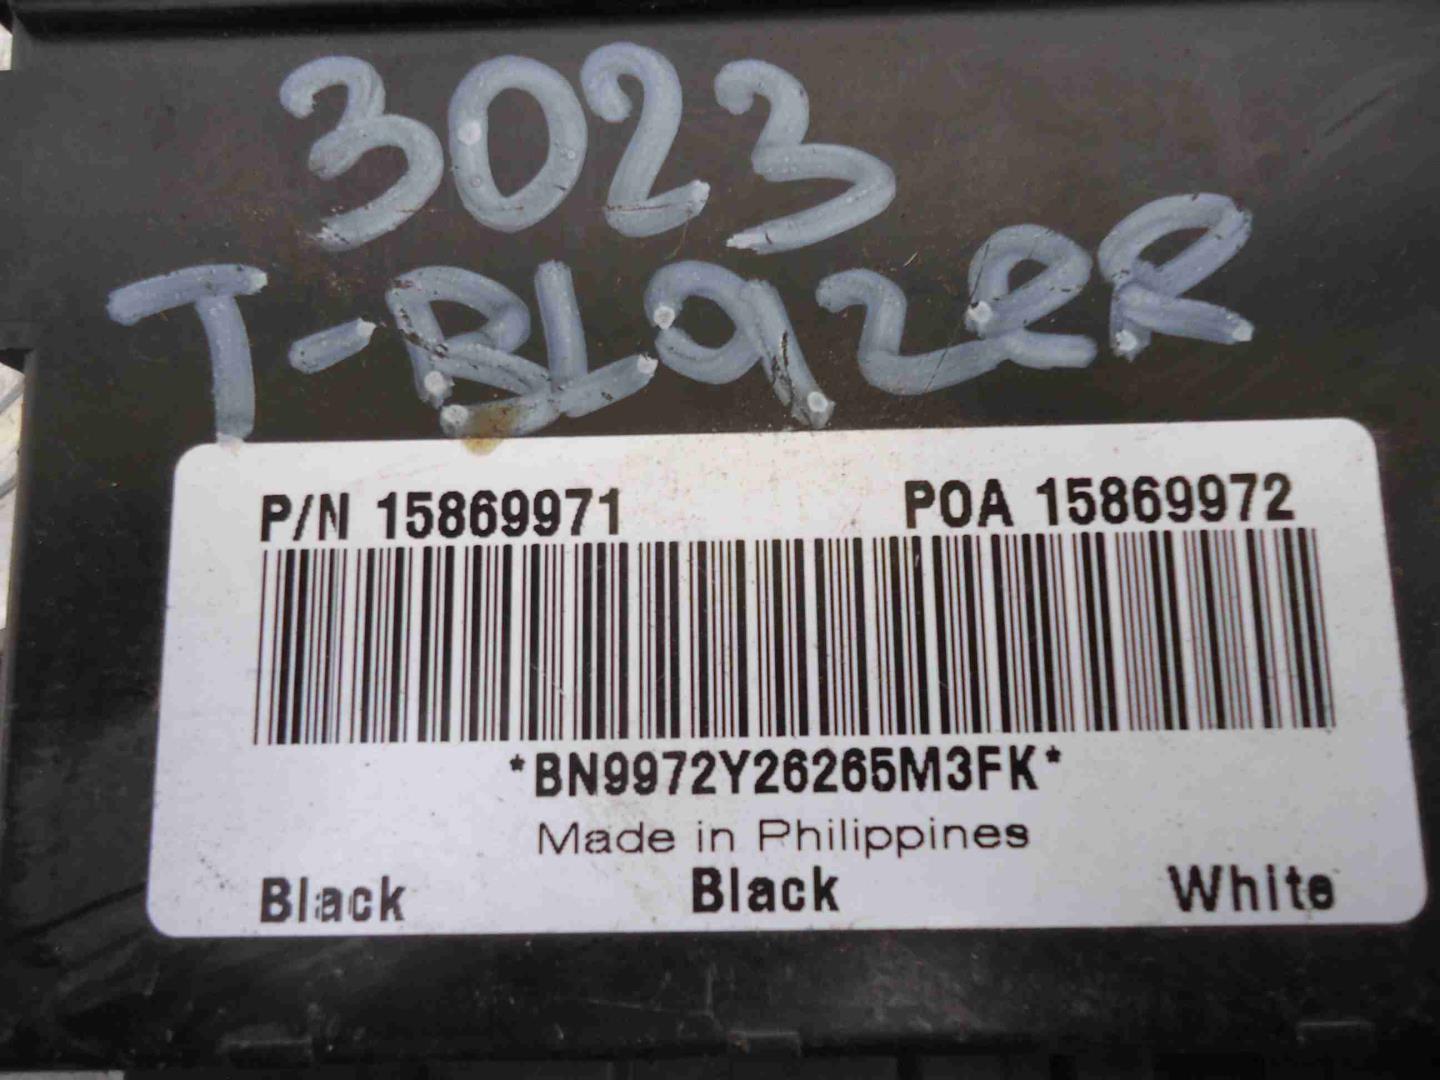 3023
T-BLazeR
P/N 15869971 POA 15869972
*BN9972Y26265M3FK*
Made in Philippines
Black Black White